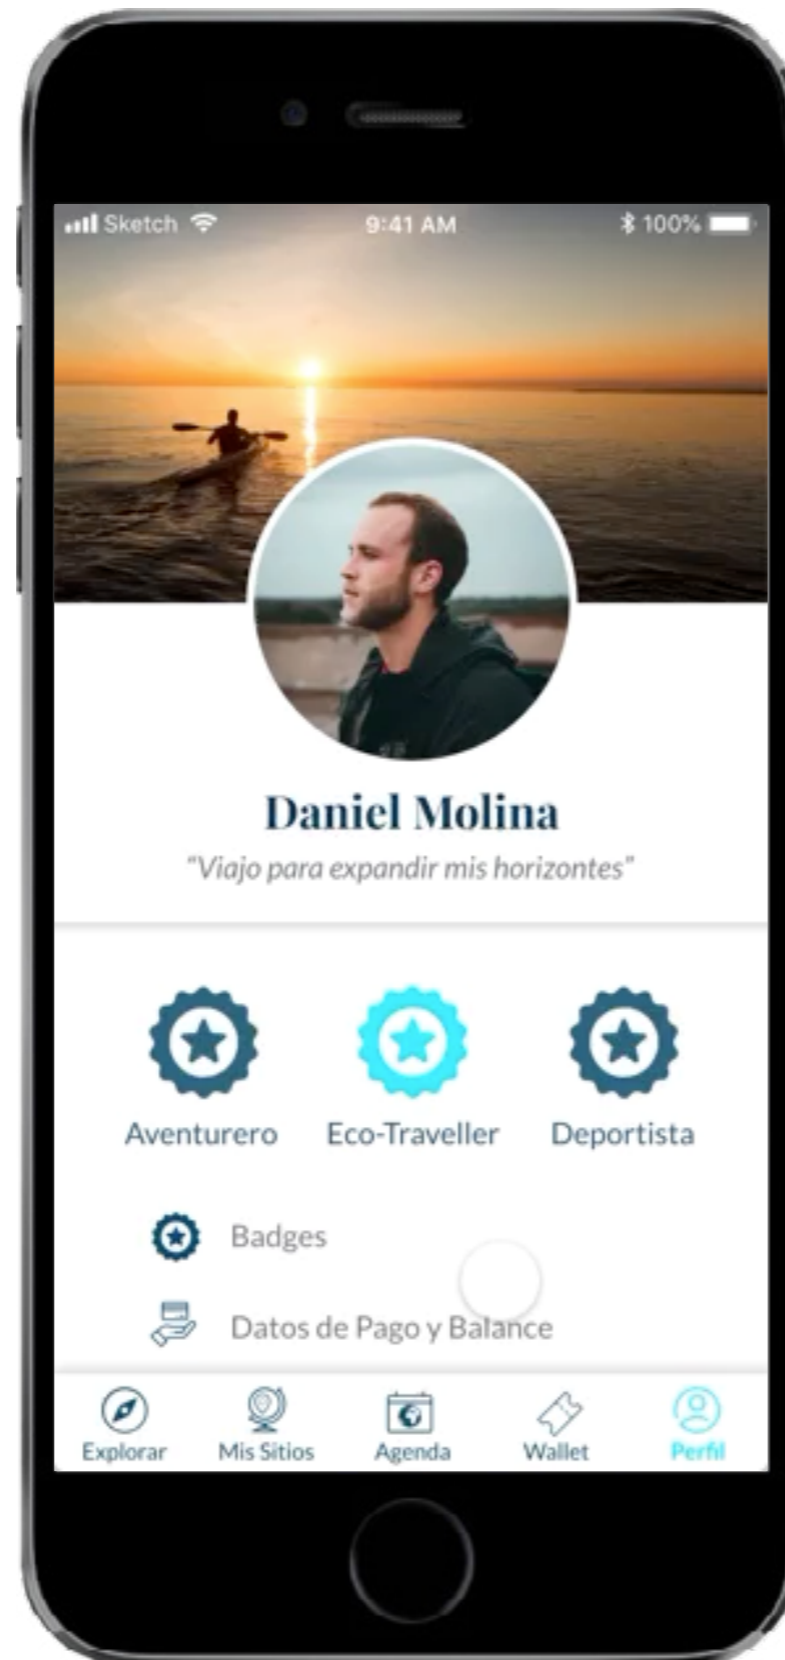 Sketch 9:41 AM 100%
Daniel Molina
“Viajo para expandir mis horizontes”
Aventurero Eco-Traveller Deportista
Badges
Datos de Pago y Balance
Explorar Mis Sitios Agenda Wallet Perfil